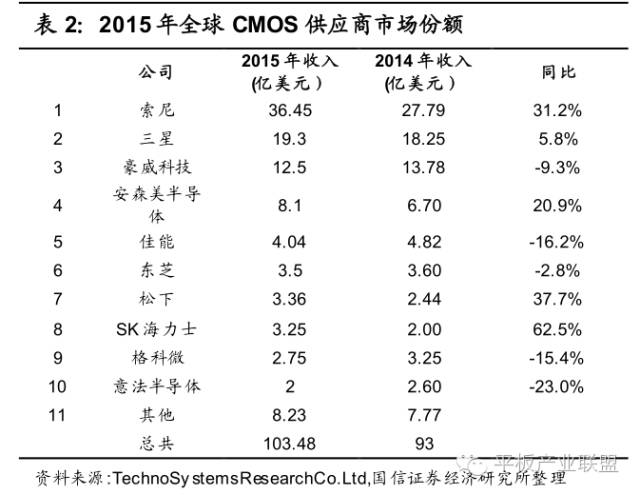 表 2: 2015 年全球 CMOS 供应商市场份额
公司 2015 年收入 (亿美元) 2014 年收入 (亿美元) 同比
1 索尼 36.45 27.79 31.2%
2 三星 19.3 18.25 5.8%
3 豪威科技 12.5 13.78 -9.3%
4 安森美半导体 8.1 6.70 20.9%
5 佳能 4.04 4.82 -16.2%
6 东芝 3.5 3.60 -2.8%
7 松下 3.36 2.44 37.7%
8 SK 海力士 3.25 2.00 62.5%
9 格科微 2.75 3.25 -15.4%
10 意法半导体 2 2.60 -23.0%
11 其他 8.23 7.77
总共 103.48 93
平板产业联盟
资料来源:TechnoSystemsResearchCo.Ltd,国信证券经济研究所整理